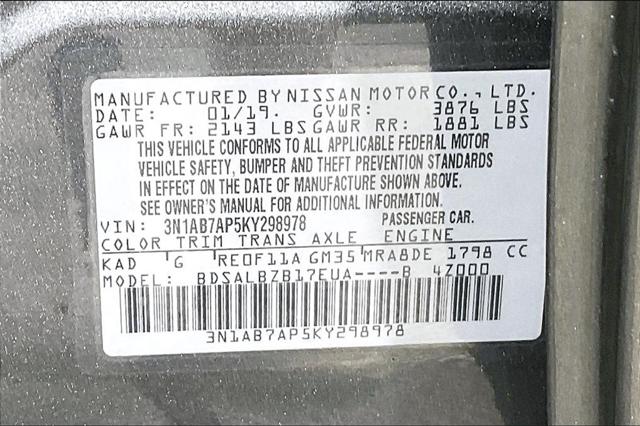 MANUFACTURED BY NISSAN MOTOR CO., LTD.
DATE: 01/19. GVWR: 3876 LBS
GAWR FR: 2143 LBS GAWR RR: 1881 LBS
THIS VEHICLE CONFORMS TO ALL APPLICABLE FEDERAL MOTOR
VEHICLE SAFETY, BUMPER AND THEFT PREVENTION STANDARDS
IN EFFECT ON THE DATE OF MANUFACTURE SHOWN ABOVE.
SEE OWNER'S MANUAL FOR ADDITIONAL INFORMATION.
VIN: 3N1AB7AP5KY298978 PASSENGER CAR.
COLOR TRIM TRANS AXLE ENGINE
KAD 'G RE0F11A GM35 MRA8DE 1798 CC
MODEL: BDSALBZB17EUA----B 4Z000
3N1AB7AP5KY298978